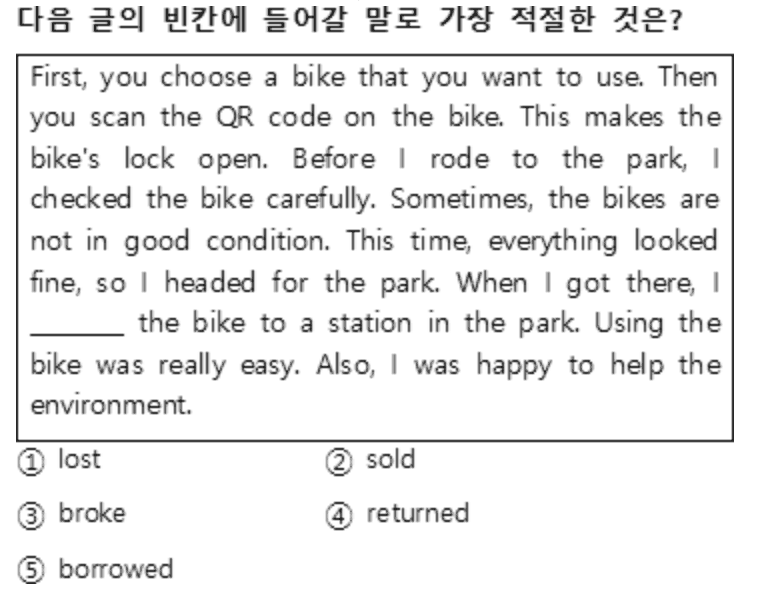 다음 글의 빈칸에 들어갈 말로 가장 적절한 것은?
First, you choose a bike that you want to use. Then
you scan the QR code on the bike. This makes the
bike's lock open. Before I rode to the park, I
checked the bike carefully. Sometimes, the bikes are
not in good condition. This time, everything looked
fine, so I headed for the park. When I got there, I
_______ the bike to a station in the park. Using the
bike was really easy. Also, I was happy to help the
environment.
① lost ② sold
③ broke ④ returned
⑤ borrowed